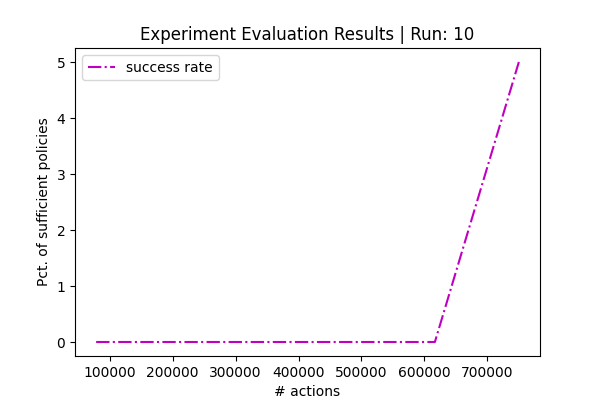 Experiment Evaluation Results | Run: 10
success rate
Pct. of sufficient policies
5
4
3
2
1
0
100000 200000 300000 400000 500000 600000 700000
# actions